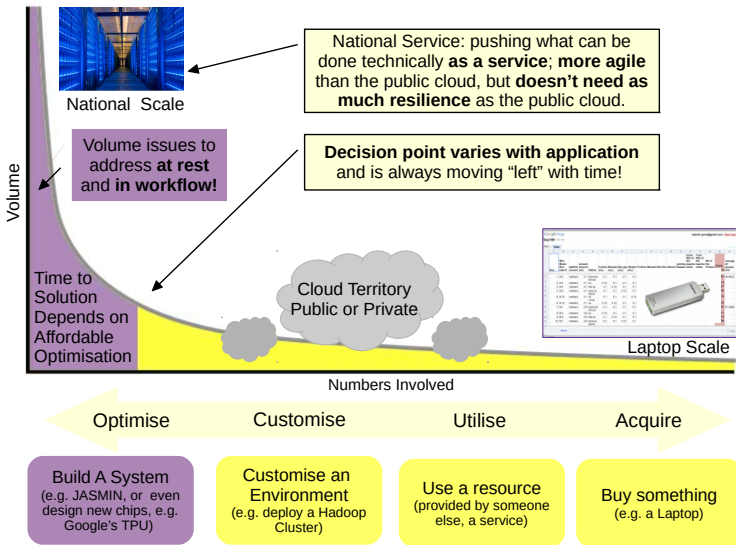 National Service: pushing what can be
done technically as a service; more agile
than the public cloud, but doesn't need as
much resilience as the public cloud.
National Scale
Volume issues to
address at rest
and in workflow!
Decision point varies with application
and is always moving “left” with time!
Volume
Time to
Solution
Depends on
Affordable
Optimisation
Cloud Territory
Public or Private
Laptop Scale
Numbers Involved
Optimise
Customise
Utilise
Acquire
Build A System
(e.g. JASMIN, or even
design new chips, e.g.
Google's TPU)
Customise an
Environment
(e.g. deploy a Hadoop
Cluster)
Use a resource
(provided by someone
else, a service)
Buy something
(e.g. a Laptop)